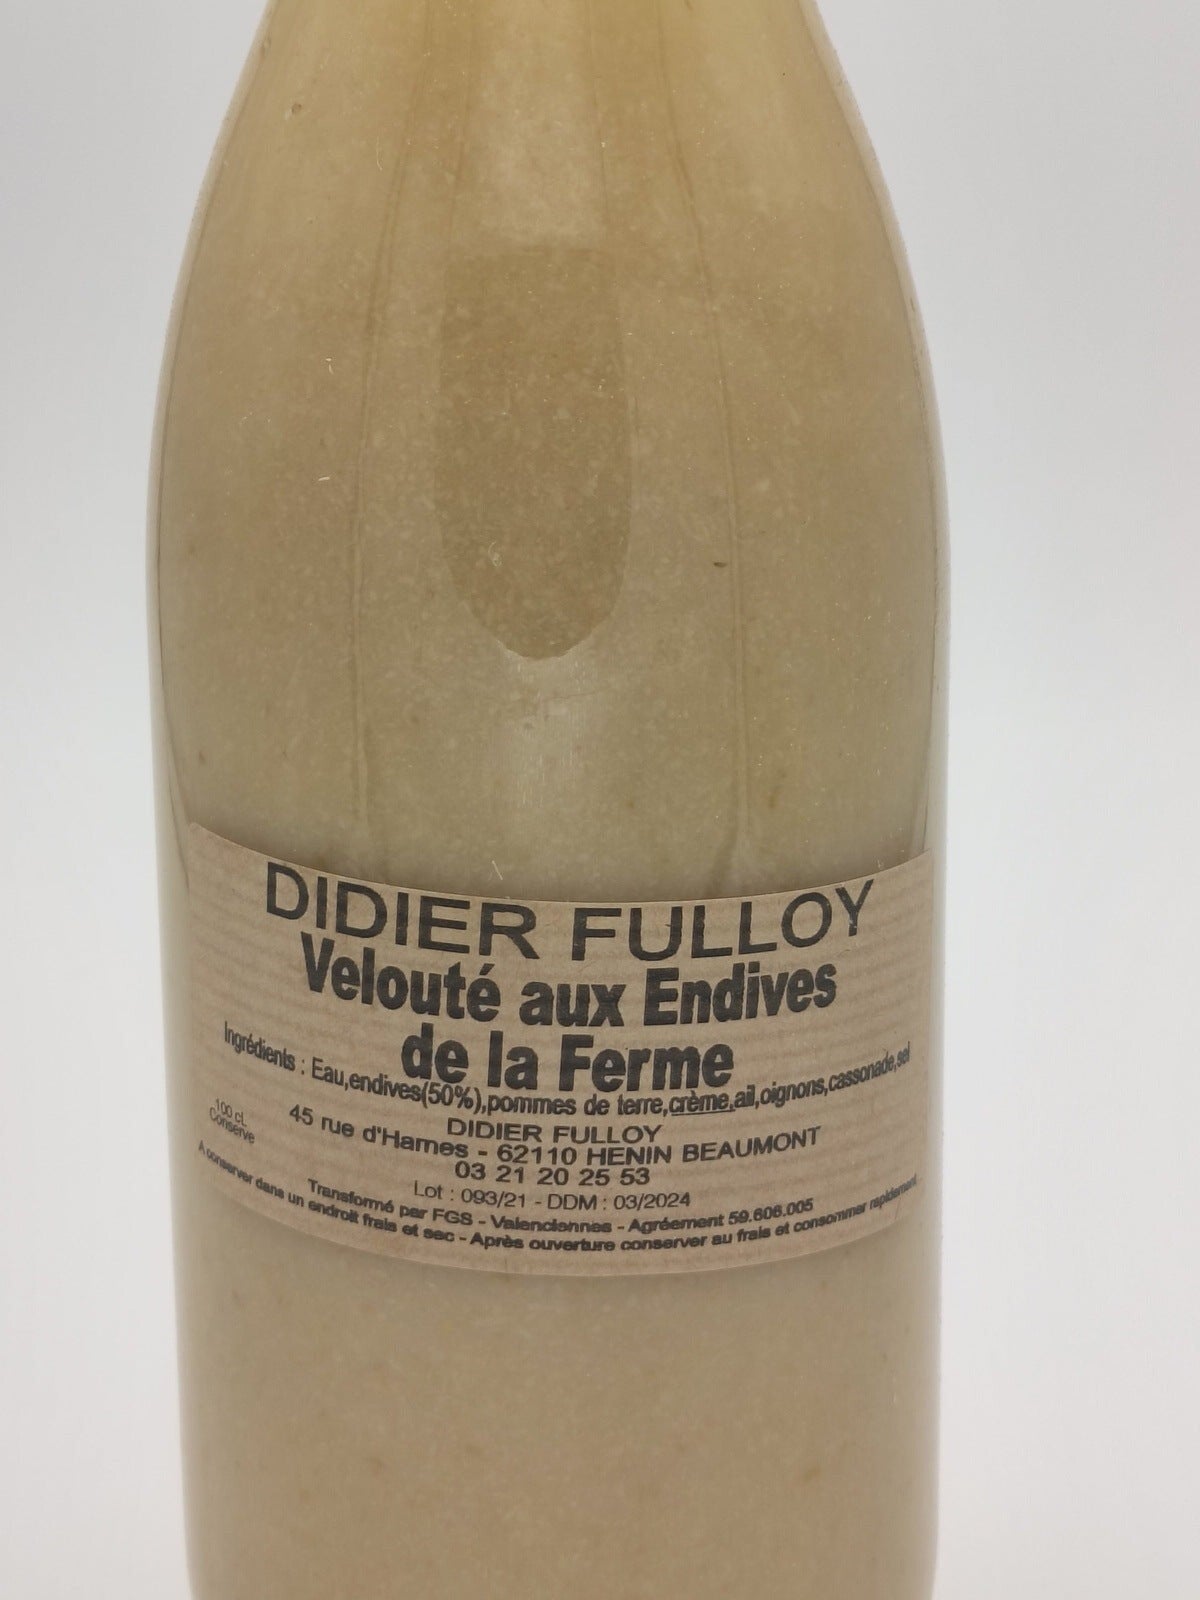 DIDIER FULLOY
Velouté aux Endives
de la Ferme
Ingrédients : Eau,endives(50%),pommes de terre,crème,ail,oignons,cassonade,sel
100 cL
Conserve
DIDIER FULLOY
45 rue d'Harnes - 62110 HENIN BEAUMONT
03 21 20 25 53
Lot : 093/21 - DDM : 03/2024
Transformé par FGS - Valenciennes - Agréement 59.606.005
A conserver dans un endroit frais et sec - Après ouverture conserver au frais et consommer rapidement